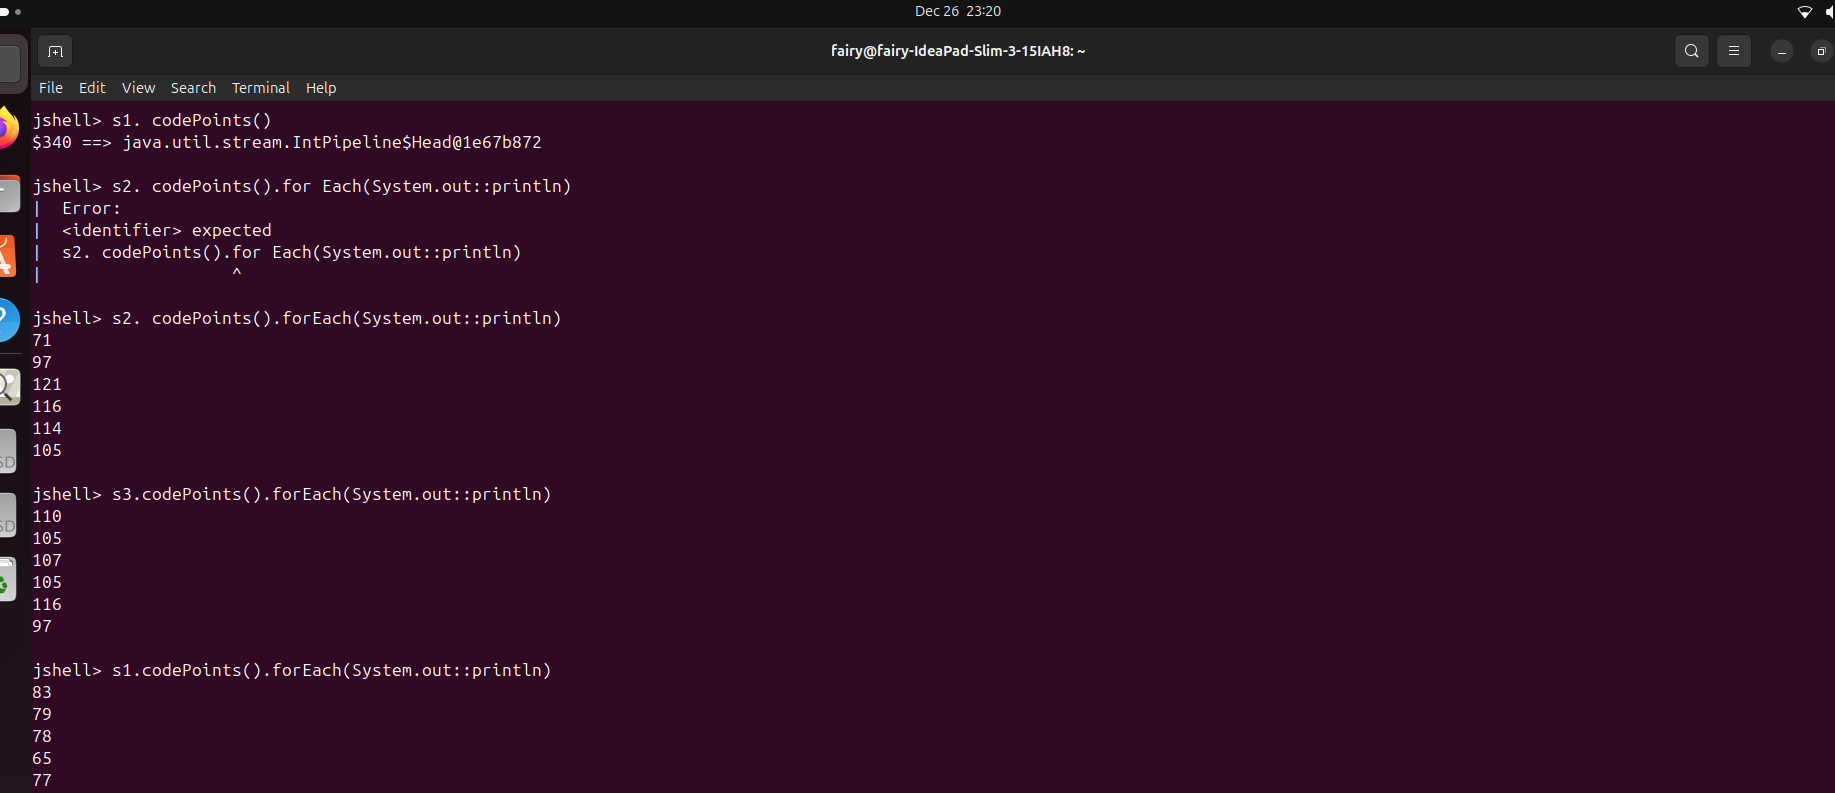 Dec 26 23:20
fairy@fairy-IdeaPad-Slim-3-15IAH8: ~
File Edit View Search Terminal Help
jshell> s1. codePoints()
$340 ==> java.util.stream.IntPipeline$Head@1e67b872
jshell> s2. codePoints().for Each(System.out::println)
| Error:
| <identifier> expected
| s2. codePoints().for Each(System.out::println)
| ^
jshell> s2. codePoints().forEach(System.out::println)
71
97
121
116
114
105
jshell> s3.codePoints().forEach(System.out::println)
110
105
107
105
116
97
jshell> s1.codePoints().forEach(System.out::println)
83
79
78
65
77